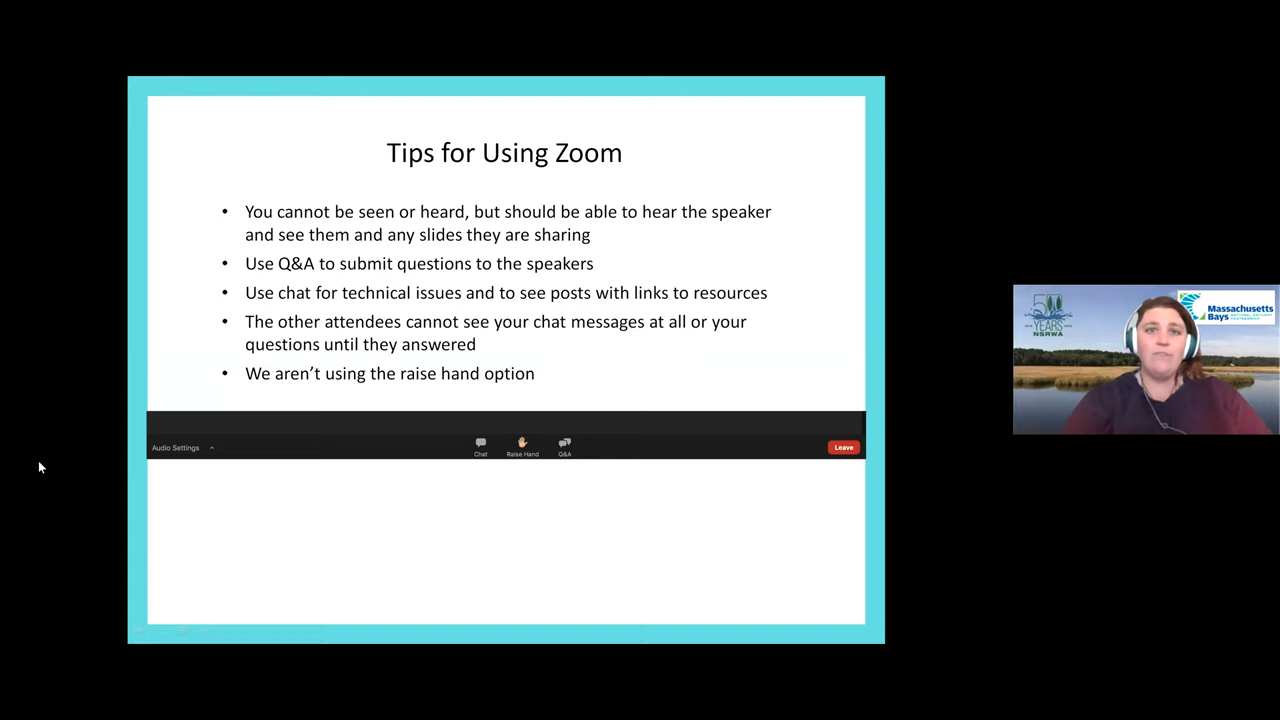 Tips for Using Zoom
• You cannot be seen or heard, but should be able to hear the speaker
and see them and any slides they are sharing
• Use Q&A to submit questions to the speakers
• Use chat for technical issues and to see posts with links to resources
• The other attendees cannot see your chat messages at all or your
questions until they answered
• We aren’t using the raise hand option
Audio Settings
Chat
Raise Hand
Q&A
Leave
50
YEARS
NSRWA
Massachusetts
Bays NATIONAL ESTUARY
PARTNERSHIP